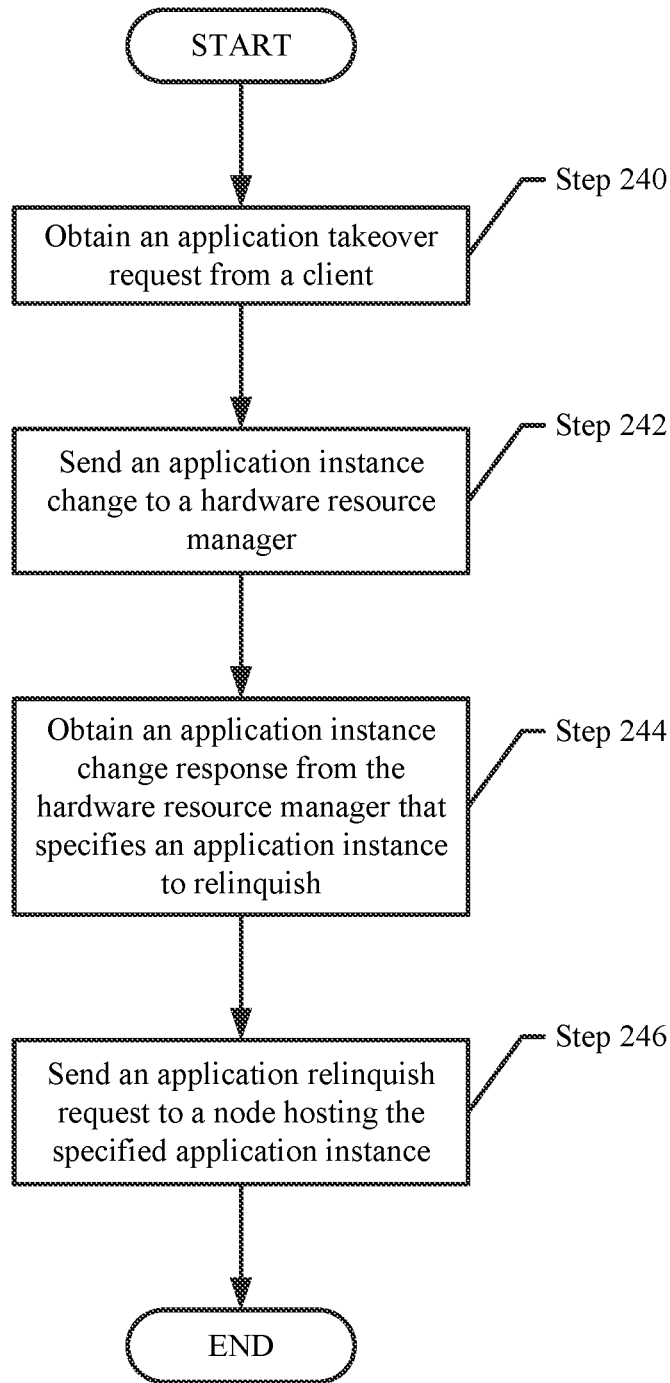 START
Step 240
Obtain an application takeover
request from a client
Step 242
Send an application instance
change to a hardware resource
manager
Step 244
Obtain an application instance
change response from the
hardware resource manager that
specifies an application instance
to relinquish
Step 246
Send an application relinquish
request to a node hosting the
specified application instance
END